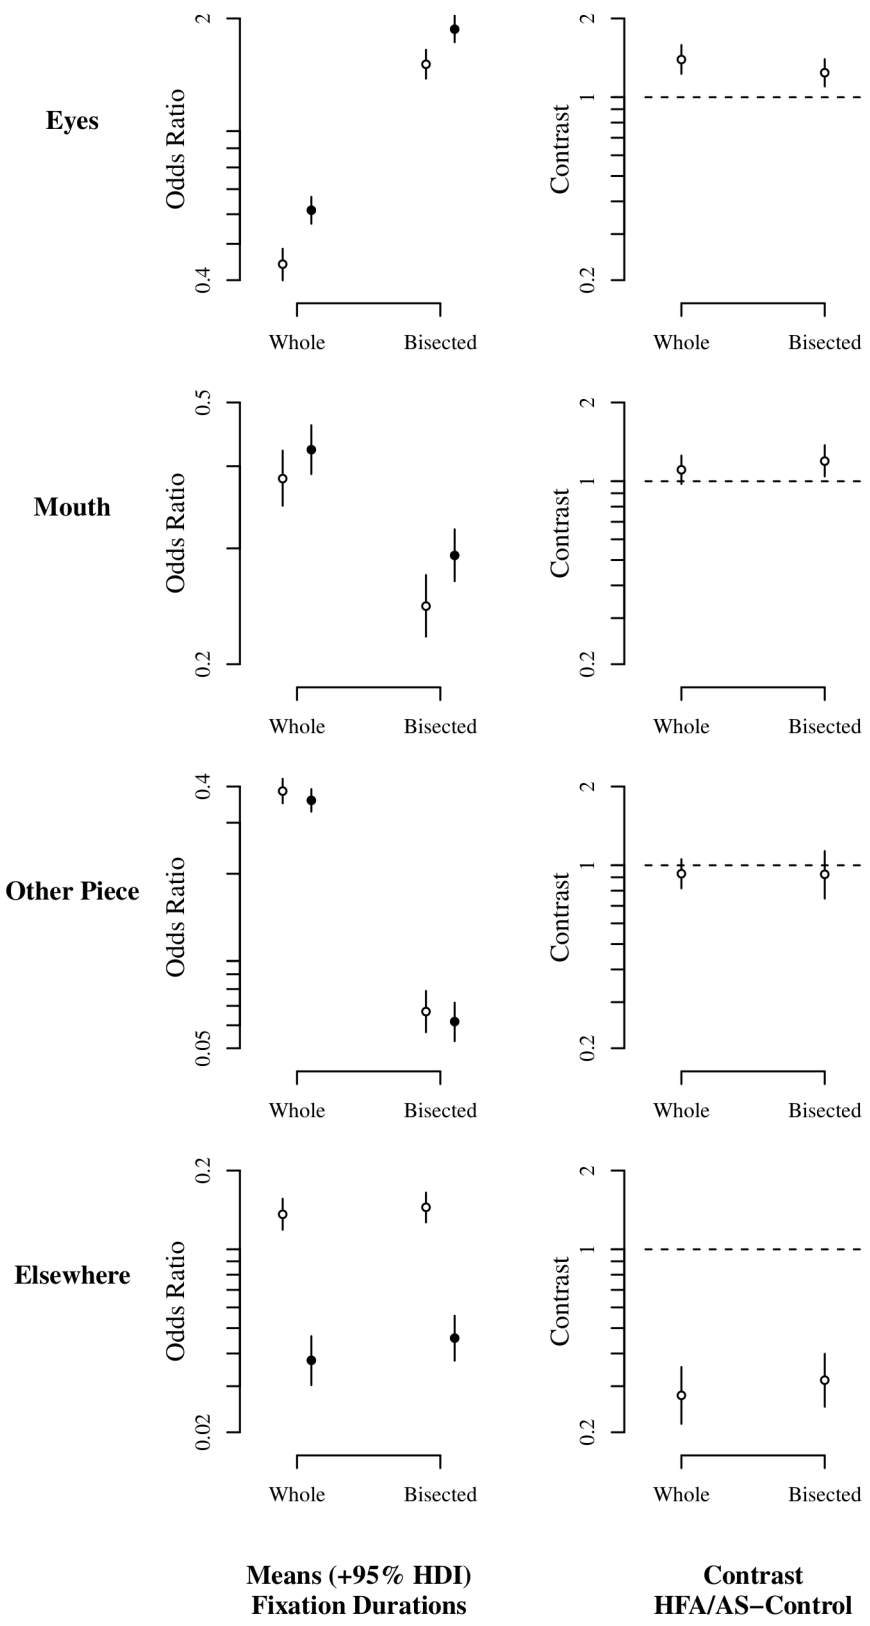 Eyes
Odds Ratio
2
0.4
Whole
Bisected
Contrast
2
1
0.2
Whole
Bisected
Mouth
Odds Ratio
0.5
0.2
Whole
Bisected
Contrast
2
1
0.2
Whole
Bisected
Other Piece
Odds Ratio
0.4
0.05
Whole
Bisected
Contrast
2
1
0.2
Whole
Bisected
Elsewhere
Odds Ratio
0.2
0.02
Whole
Bisected
Contrast
2
1
0.2
Whole
Bisected
Means (+95% HDI)
Fixation Durations
Contrast
HFA/AS−Control